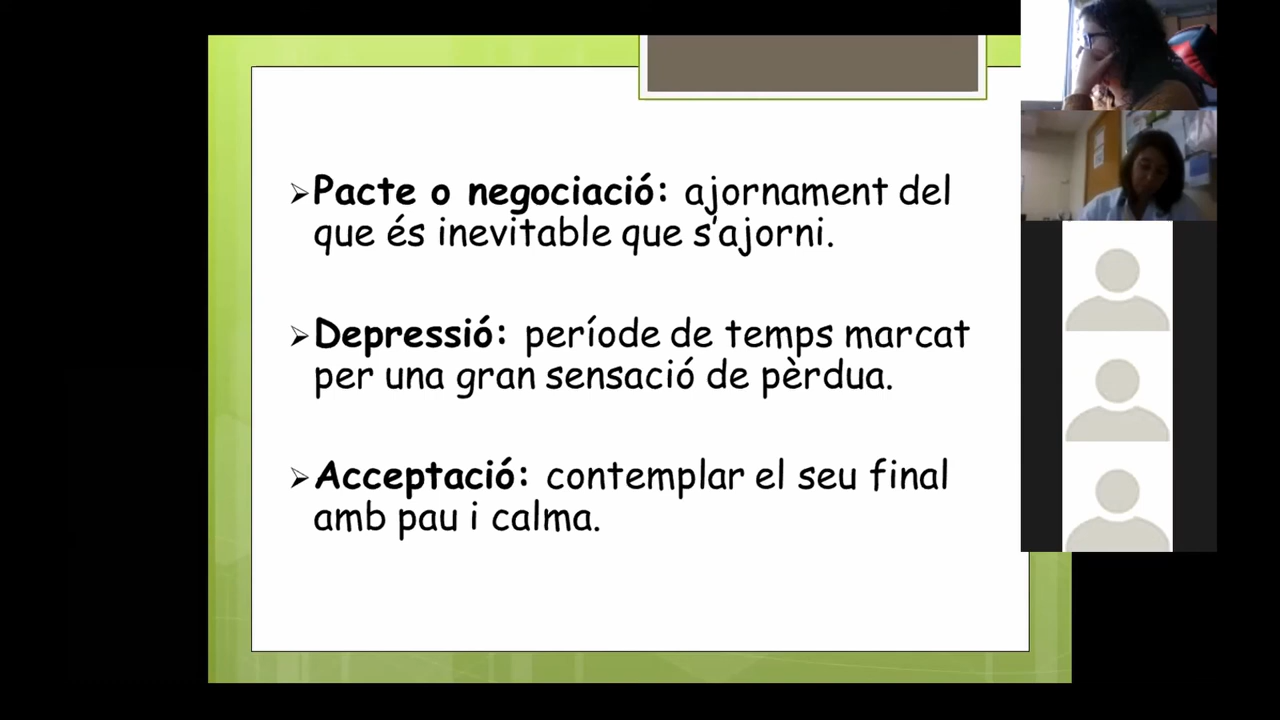 Pacte o negociació: ajornament del
que és inevitable que s'ajorni.
Depressió: període de temps marcat
per una gran sensació de pèrdua.
Acceptació: contemplar el seu final
amb pau i calma.